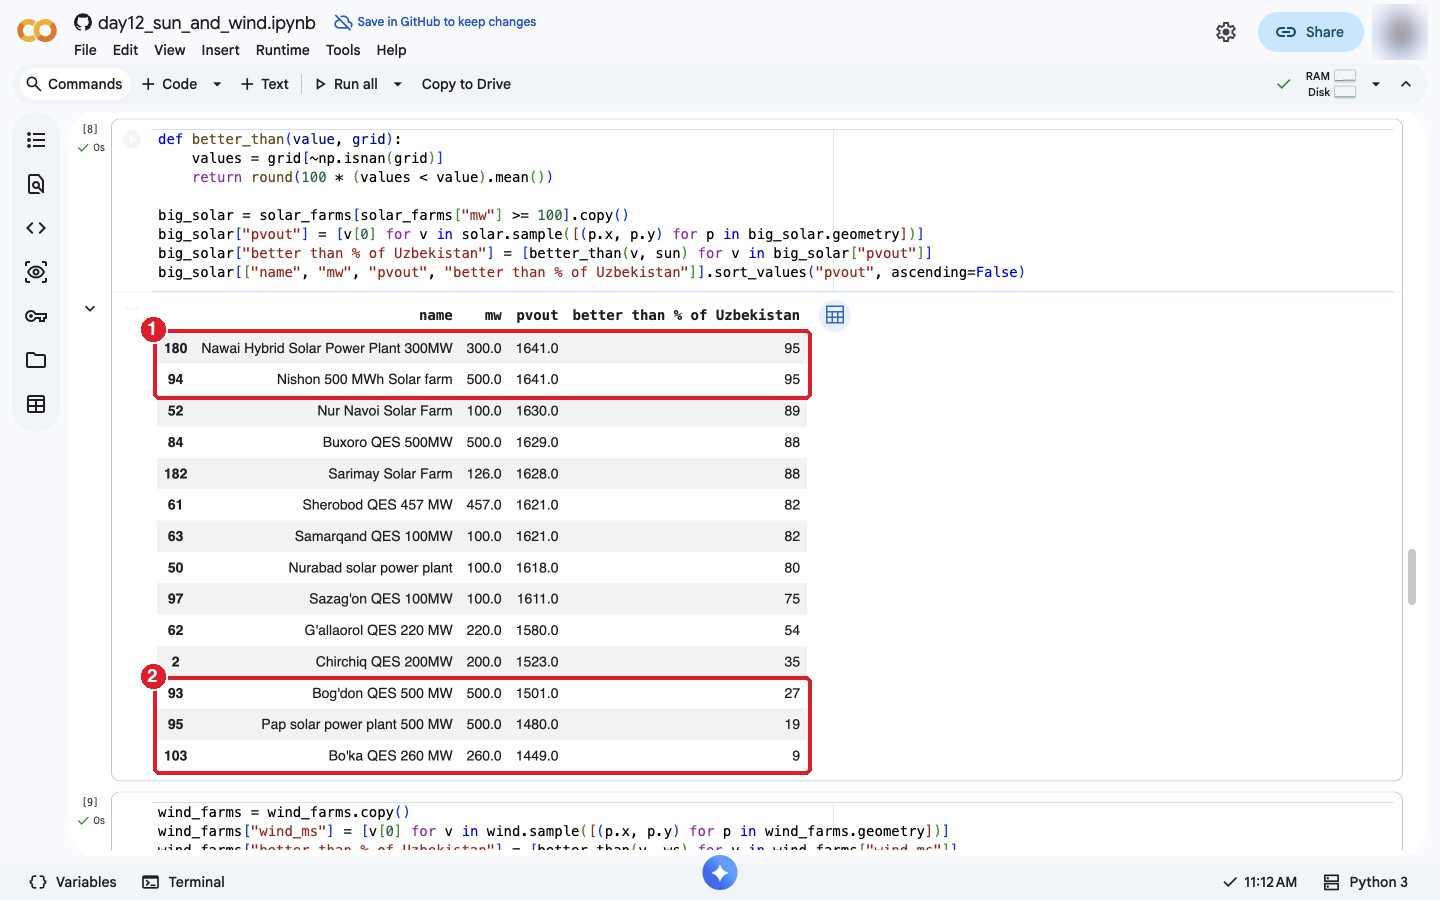 day12_sun_and_wind.ipynb Save in GitHub to keep changes
File Edit View Insert Runtime Tools Help
Share
Commands + Code + Text Run all Copy to Drive
RAM
Disk
[8]
0s
def better_than(value, grid):
    values = grid[~np.isnan(grid)]
    return round(100 * (values < value).mean())
big_solar = solar_farms[solar_farms["mw"] >= 100].copy()
big_solar["pvout"] = [v[0] for v in solar.sample([(p.x, p.y) for p in big_solar.geometry])]
big_solar["better than % of Uzbekistan"] = [better_than(v, sun) for v in big_solar["pvout"]]
big_solar[["name", "mw", "pvout", "better than % of Uzbekistan"]].sort_values("pvout", ascending=False)
name mw pvout better than % of Uzbekistan
1
180 Nawai Hybrid Solar Power Plant 300MW 300.0 1641.0 95
94 Nishon 500 MWh Solar farm 500.0 1641.0 95
52 Nur Navoi Solar Farm 100.0 1630.0 89
84 Buxoro QES 500MW 500.0 1629.0 88
182 Sarimay Solar Farm 126.0 1628.0 88
61 Sherobod QES 457 MW 457.0 1621.0 82
63 Samarqand QES 100MW 100.0 1621.0 82
50 Nurabad solar power plant 100.0 1618.0 80
97 Sazag'on QES 100MW 100.0 1611.0 75
62 G'allaorol QES 220 MW 220.0 1580.0 54
2 Chirchiq QES 200MW 200.0 1523.0 35
2
93 Bog'don QES 500 MW 500.0 1501.0 27
95 Pap solar power plant 500 MW 500.0 1480.0 19
103 Bo'ka QES 260 MW 260.0 1449.0 9
[9]
0s
wind_farms = wind_farms.copy()
wind_farms["wind_ms"] = [v[0] for v in wind.sample([(p.x, p.y) for p in wind_farms.geometry])]
wind_farms["better than % of Uzbekistan"] = [better_than(v, ws) for v in wind_farms["wind_ms"]]
Variables Terminal 11:12 AM Python 3